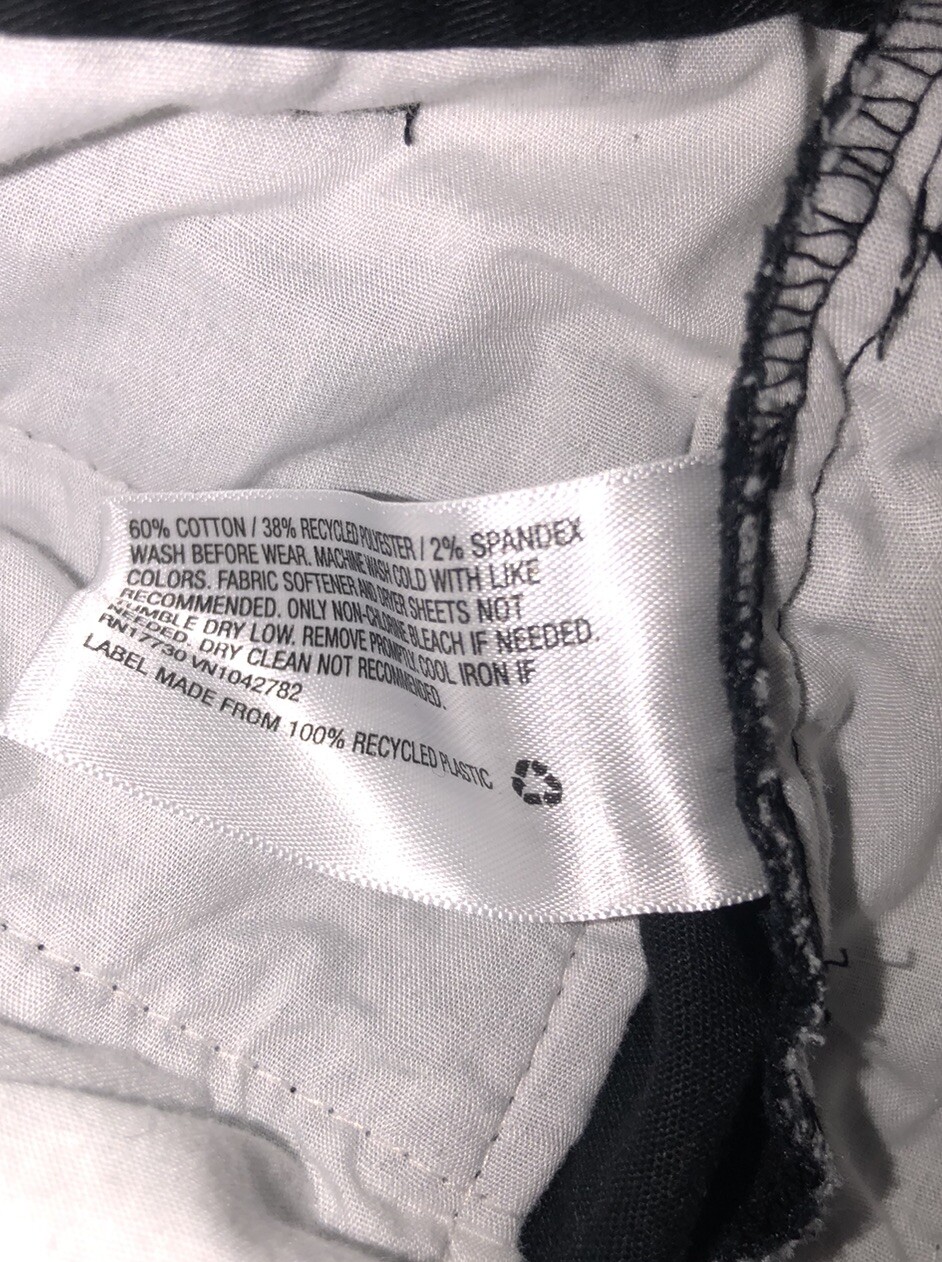 60% COTTON / 38% RECYCLED POLYESTER / 2% SPANDEX
WASH BEFORE WEAR. MACHINE WASH COLD WITH LIKE
COLORS. FABRIC SOFTENER AND DRYER SHEETS NOT
RECOMMENDED. ONLY NON-CHLORINE BLEACH IF NEEDED.
TUMBLE DRY LOW. REMOVE PROMPTLY. COOL IRON IF
NEEDED. DRY CLEAN NOT RECOMMENDED.
RN17730 VN1042782
LABEL MADE FROM 100% RECYCLED PLASTIC